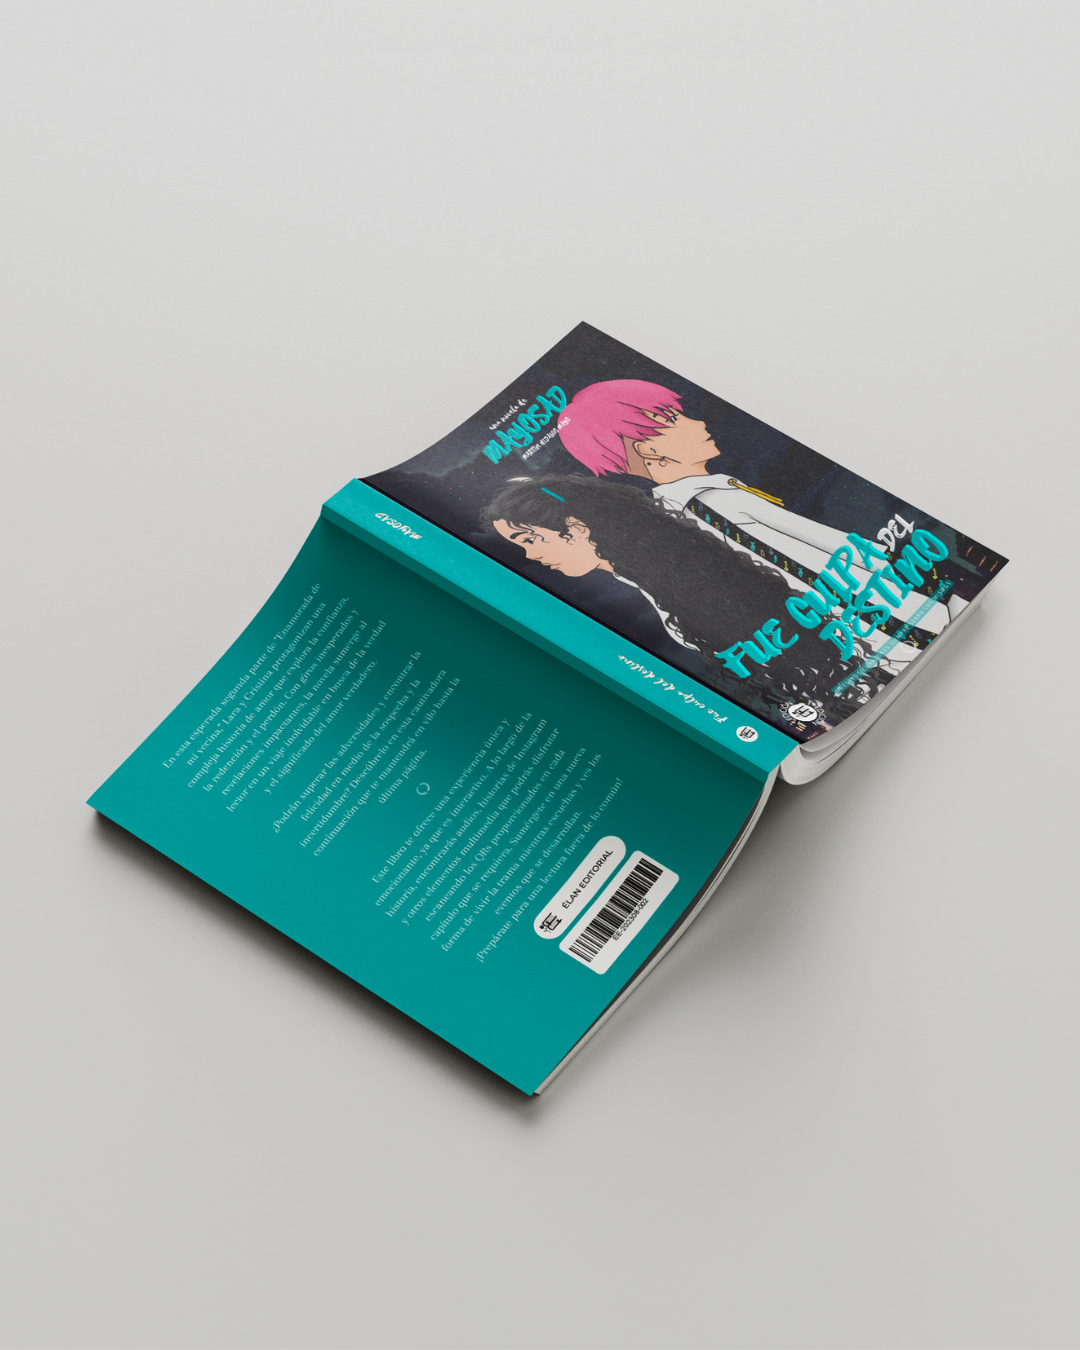 una novela de
MAYOSAD
FUE CULPA DEL
DESTINO
MAYOSAD
Fue culpa del destino
En esta esperada segunda parte de "Enamorada de
mi vecina," Lara y Cristina protagonizan una
compleja historia de amor que explora la confianza,
la redención y el perdón. Con giros inesperados y
revelaciones impactantes, la novela sumerge al
lector en un viaje inolvidable en busca de la verdad
y el significado del amor verdadero.
¿Podrán superar las adversidades y encontrar la
felicidad en medio de la sospecha y la
incertidumbre? Descúbrelo en esta cautivadora
continuación que te mantendrá en vilo hasta la
última página.
Este libro te ofrece una experiencia única y
emocionante, ya que es interactivo. A lo largo de la
historia, encontrarás audios, historias de Instagram
y otros elementos multimedia que podrás disfrutar
escaneando los QRs proporcionados en cada
capítulo que se requiera. Sumérgete en una nueva
forma de vivir la trama mientras escuchas y ves los
eventos que se desarrollan.
¡Prepárate para una lectura fuera de lo común!
ÉLAN EDITORIAL
EE-202308-002